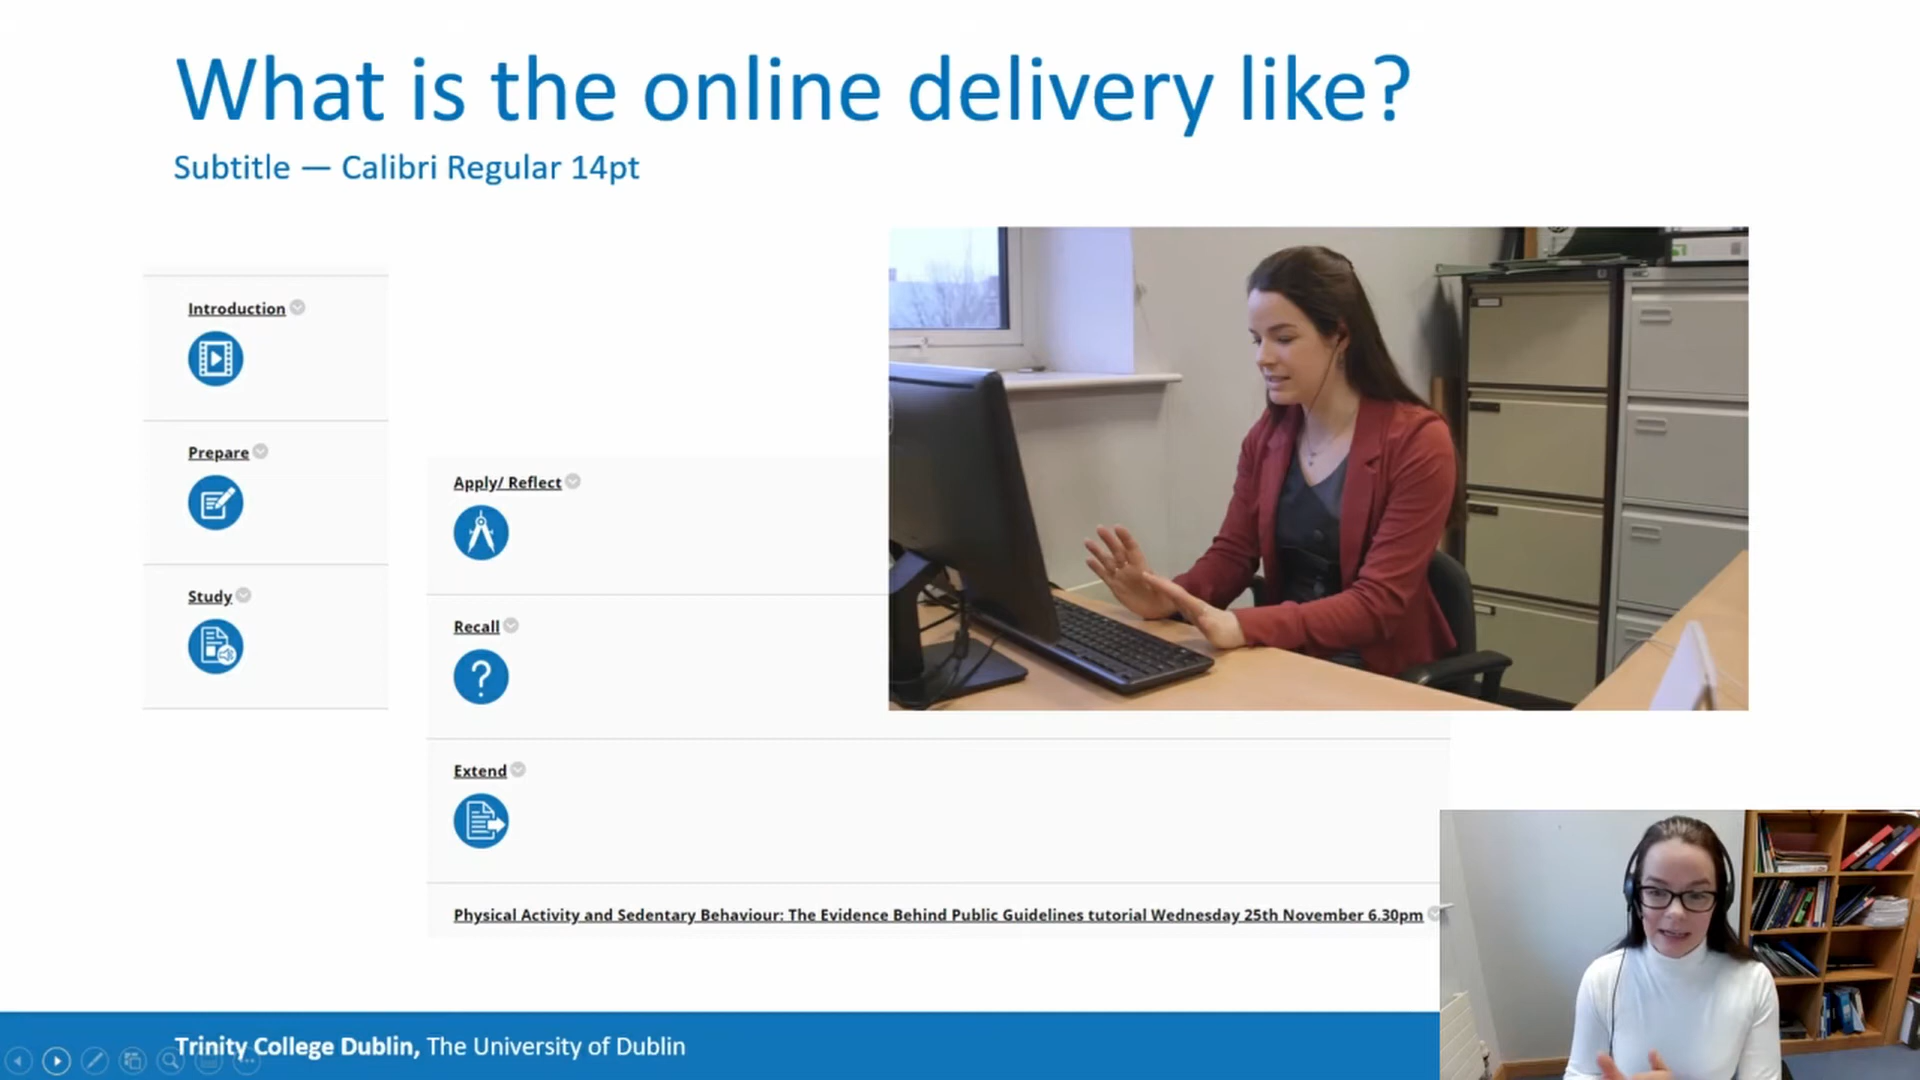 What is the online delivery like?
Subtitle — Calibri Regular 14pt
Introduction
Prepare
Study
Apply/ Reflect
Recall
?
Extend
Physical Activity and Sedentary Behaviour: The Evidence Behind Public Guidelines tutorial Wednesday 25th November 6.30pm
Trinity College Dublin, The University of Dublin